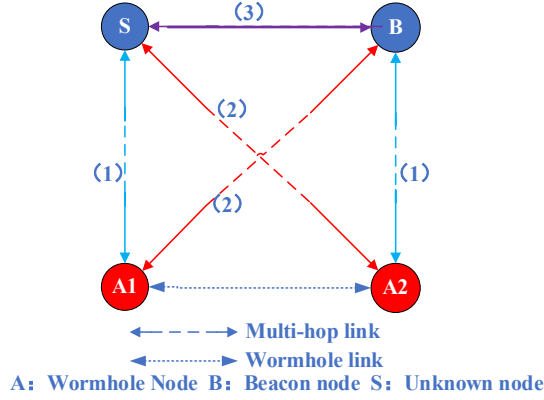 S
（3）
B
（2）
（1）
（1）
（2）
A1
A2
Multi-hop link
Wormhole link
A：Wormhole Node B：Beacon node S：Unknown node